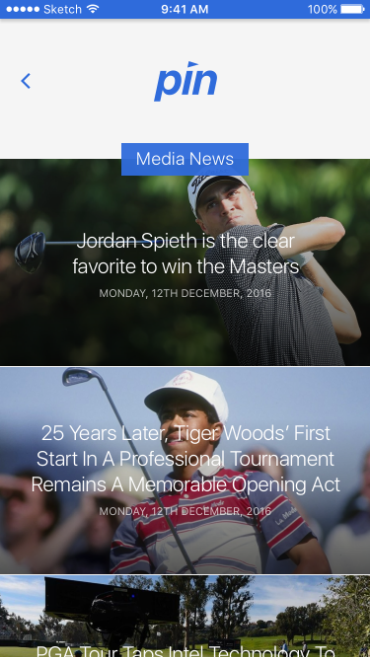 Sketch 9:41 AM 100%
pin
Media News
Jordan Spieth is the clear
favorite to win the Masters
MONDAY, 12TH DECEMBER, 2016
25 Years Later, Tiger Woods’ First
Start In A Professional Tournament
Remains A Memorable Opening Act
MONDAY, 12TH DECEMBER, 2016
PGA Tour Taps Intel Technology To